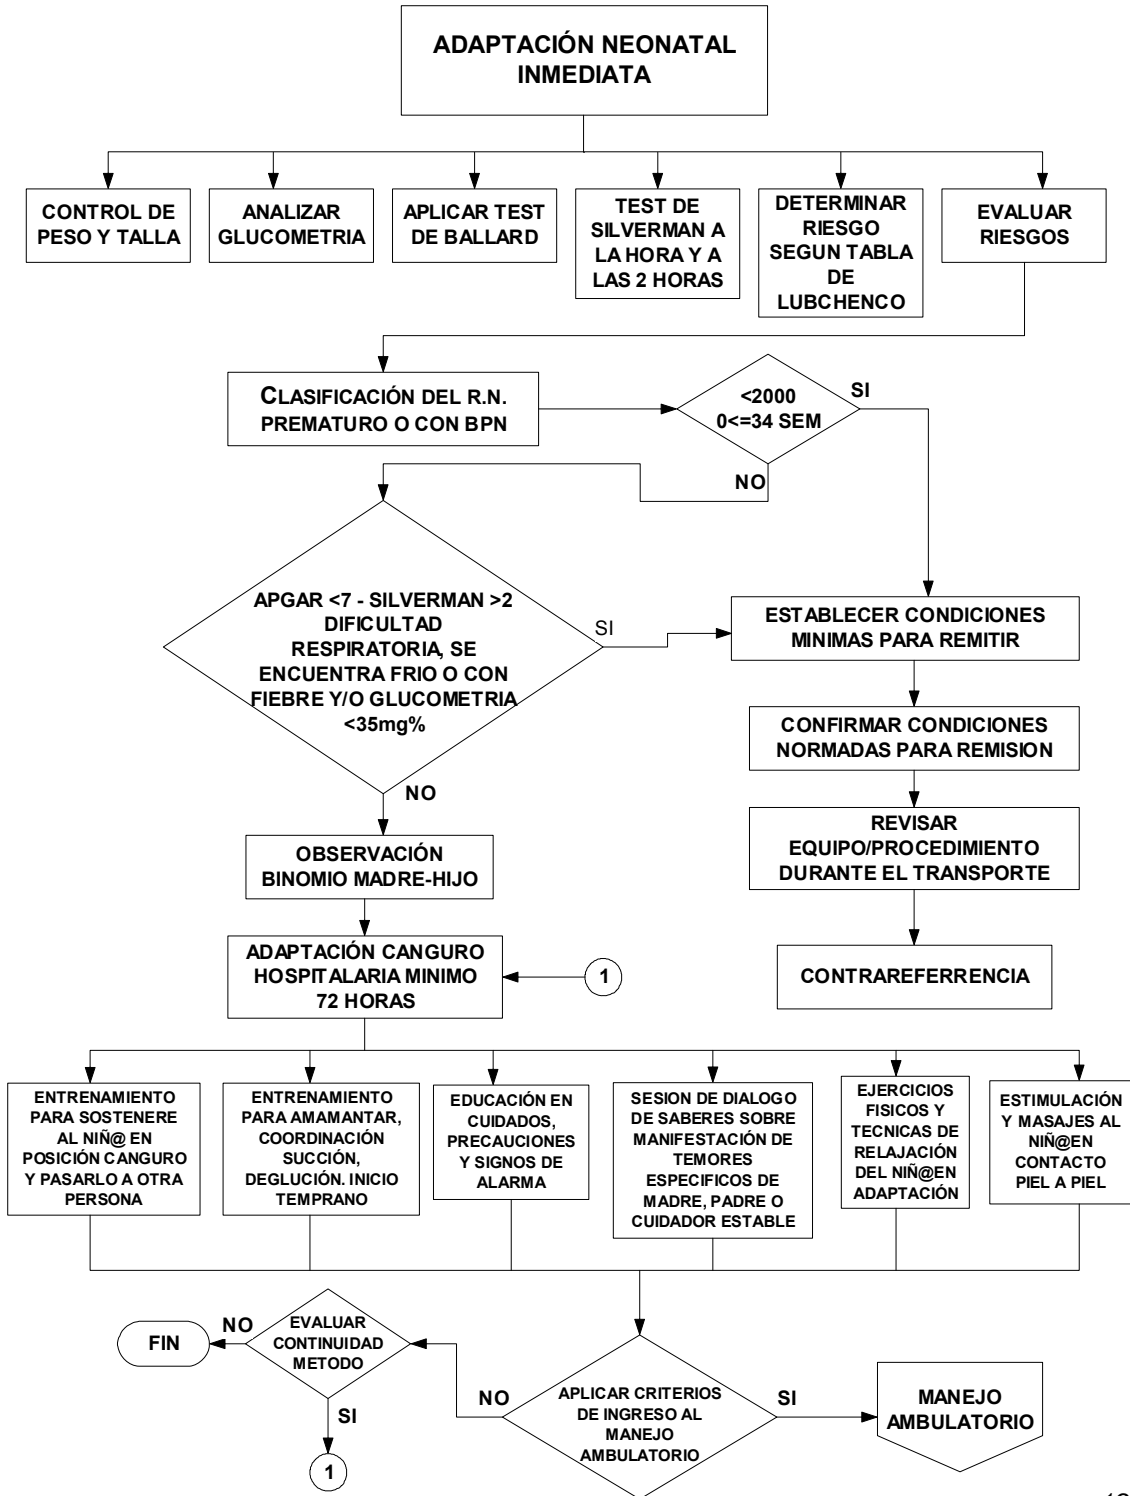 ADAPTACIÓN NEONATAL
INMEDIATA
CONTROL DE
PESO Y TALLA
ANALIZAR
GLUCOMETRIA
APLICAR TEST
DE BALLARD
TEST DE
SILVERMAN A
LA HORA Y A
LAS 2 HORAS
DETERMINAR
RIESGO
SEGUN TABLA
DE
LUBCHENCO
EVALUAR
RIESGOS
CLASIFICACIÓN DEL R.N.
PREMATURO O CON BPN
<2000
0<=34 SEM
SI
NO
APGAR <7 - SILVERMAN >2
DIFICULTAD
RESPIRATORIA, SE
ENCUENTRA FRIO O CON
FIEBRE Y/O GLUCOMETRIA
<35mg%
SI
NO
ESTABLECER CONDICIONES
MINIMAS PARA REMITIR
CONFIRMAR CONDICIONES
NORMADAS PARA REMISION
REVISAR
EQUIPO/PROCEDIMIENTO
DURANTE EL TRANSPORTE
CONTRAREFERRENCIA
OBSERVACIÓN
BINOMIO MADRE-HIJO
ADAPTACIÓN CANGURO
HOSPITALARIA MINIMO
72 HORAS
1
ENTRENAMIENTO
PARA SOSTENERE
AL NIÑ@ EN
POSICIÓN CANGURO
Y PASARLO A OTRA
PERSONA
ENTRENAMIENTO
PARA AMAMANTAR,
COORDINACIÓN
SUCCIÓN,
DEGLUCIÓN. INICIO
TEMPRANO
EDUCACIÓN EN
CUIDADOS,
PRECAUCIONES
Y SIGNOS DE
ALARMA
SESION DE DIALOGO
DE SABERES SOBRE
MANIFESTACIÓN DE
TEMORES
ESPECIFICOS DE
MADRE, PADRE O
CUIDADOR ESTABLE
EJERCICIOS
FISICOS Y
TECNICAS DE
RELAJACIÓN
DEL NIÑ@EN
ADAPTACIÓN
ESTIMULACIÓN
Y MASAJES AL
NIÑ@EN
CONTACTO
PIEL A PIEL
FIN
NO
EVALUAR
CONTINUIDAD
METODO
SI
1
NO
APLICAR CRITERIOS
DE INGRESO AL
MANEJO
AMBULATORIO
SI
MANEJO
AMBULATORIO